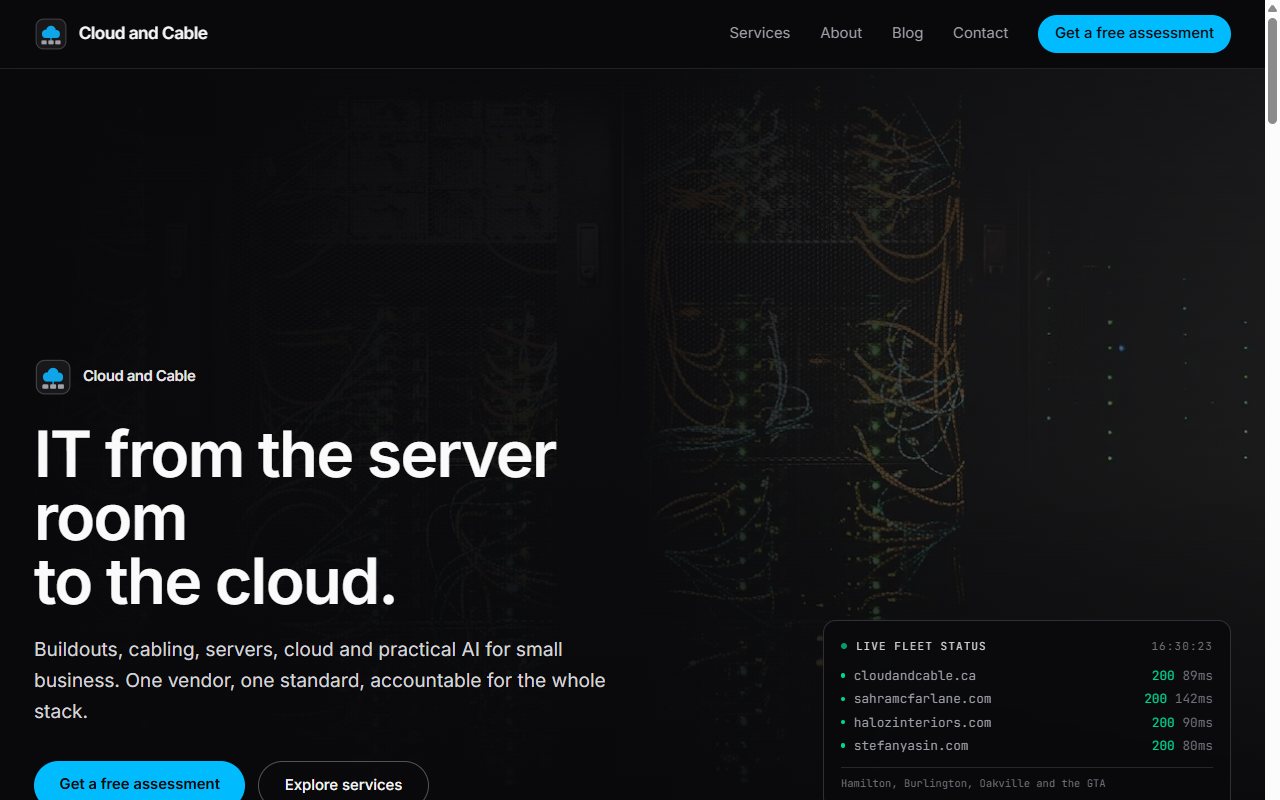 Cloud and Cable
Services
About
Blog
Contact
Get a free assessment
Cloud and Cable
IT from the server
room
to the cloud.
Buildouts, cabling, servers, cloud and practical AI for small
business. One vendor, one standard, accountable for the whole
stack.
Get a free assessment
Explore services
LIVE FLEET STATUS 16:30:23
cloudandcable.ca 200 89ms
sahramcfarlane.com 200 142ms
halozinteriors.com 200 90ms
stefanyasin.com 200 80ms
Hamilton, Burlington, Oakville and the GTA